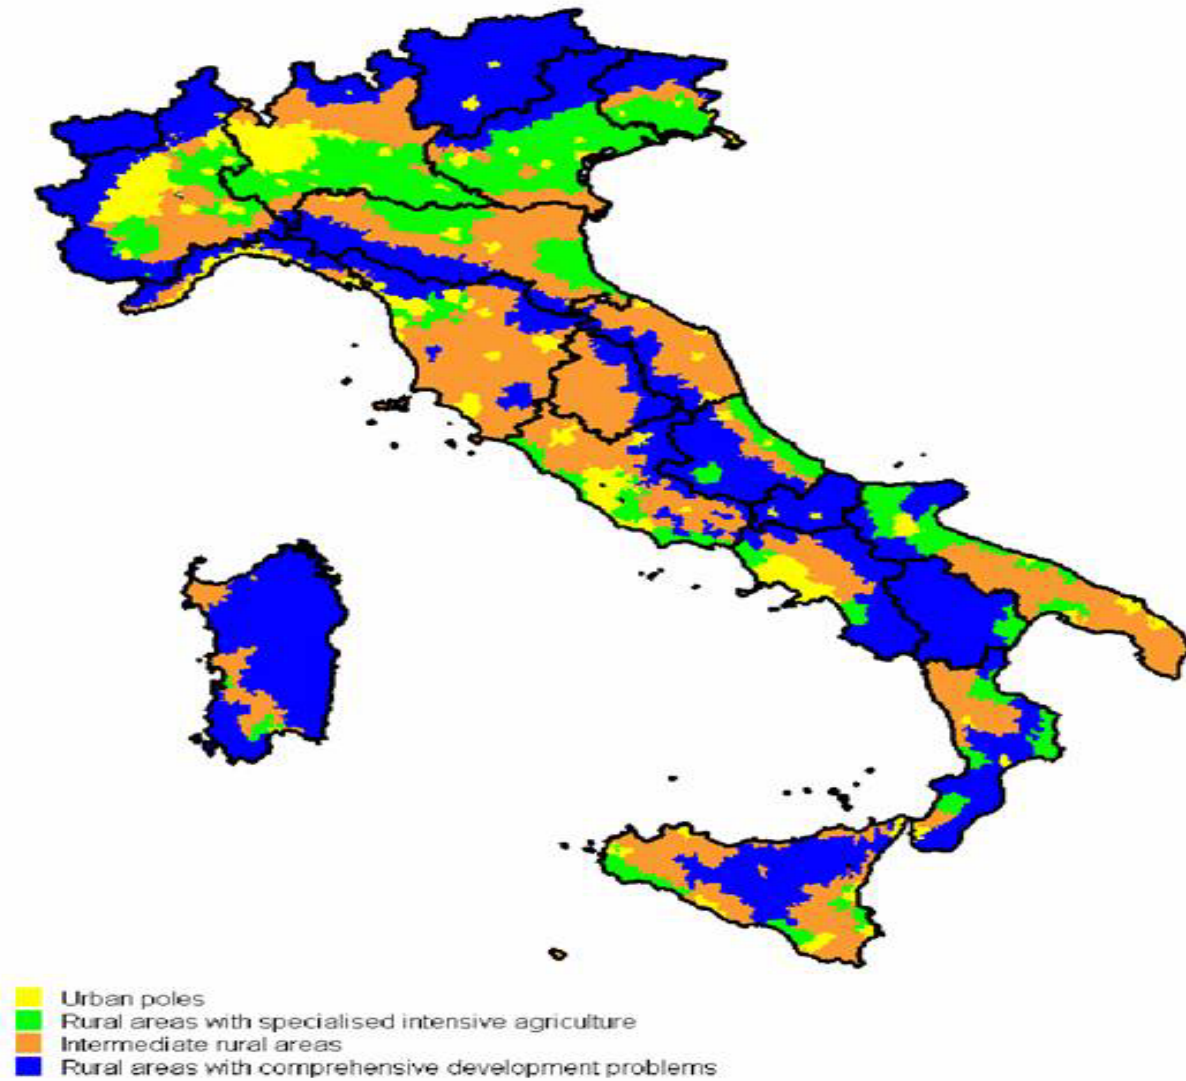 Urban poles
Rural areas with specialised intensive agriculture
Intermediate rural areas
Rural areas with comprehensive development problems